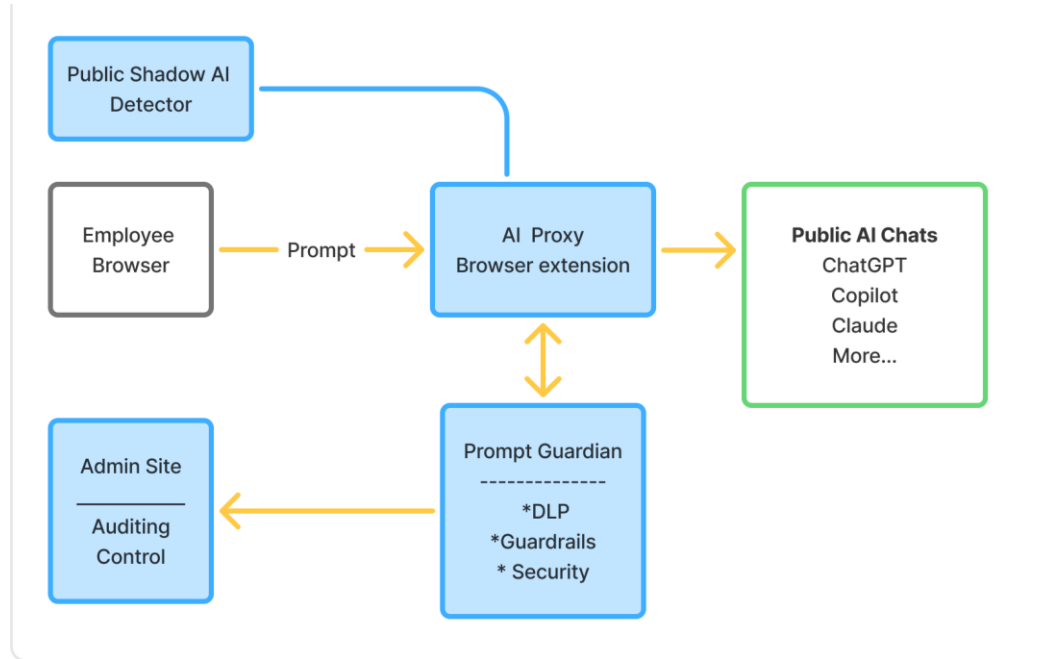 Public Shadow AI
Detector
Employee
Browser
Prompt
AI Proxy
Browser extension
Public AI Chats
ChatGPT
Copilot
Claude
More...
Admin Site
Auditing
Control
Prompt Guardian
--------------
*DLP
*Guardrails
* Security